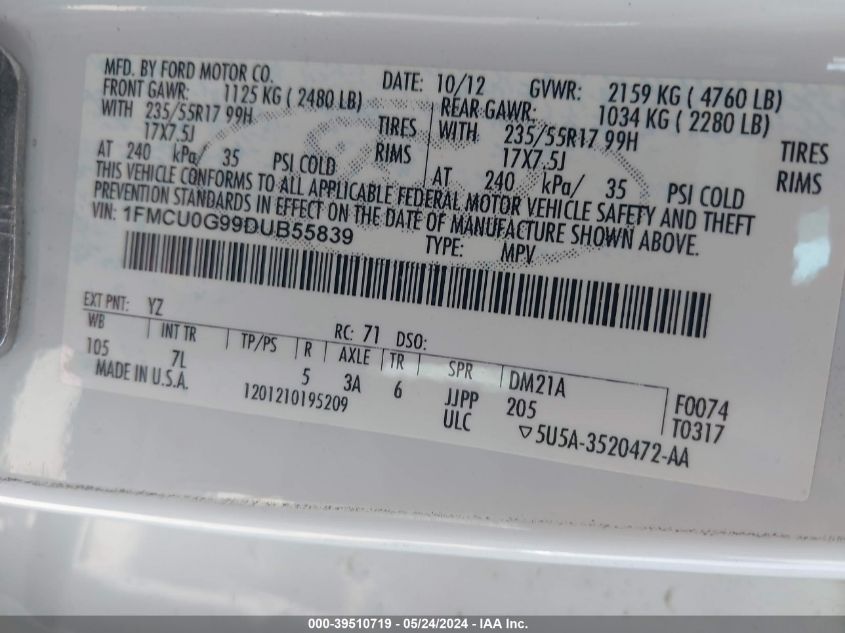 MFD. BY FORD MOTOR CO. DATE: 10/12 GVWR: 2159 KG ( 4760 LB)
FRONT GAWR: 1125 KG ( 2480 LB) REAR GAWR: 1034 KG ( 2280 LB)
WITH 235/55R17 99H TIRES WITH 235/55R17 99H TIRES
17X7.5J RIMS 17X7.5J RIMS
AT 240 kPa/ 35 PSI COLD AT 240 kPa/ 35 PSI COLD
THIS VEHICLE CONFORMS TO ALL APPLICABLE FEDERAL MOTOR VEHICLE SAFETY AND THEFT
PREVENTION STANDARDS IN EFFECT ON THE DATE OF MANUFACTURE SHOWN ABOVE.
VIN: 1FMCU0G99DUB55839 TYPE: MPV
EXT PNT: YZ RC: 71 DSO:
WB INT TR TP/PS R AXLE TR SPR DM21A F0074
105 7L 5 3A 6 JJPP 205 T0317
MADE IN U.S.A. 1201210195209 ULC ▽5U5A-3520472-AA
000-39510719 - 05/24/2024 - IAA Inc.